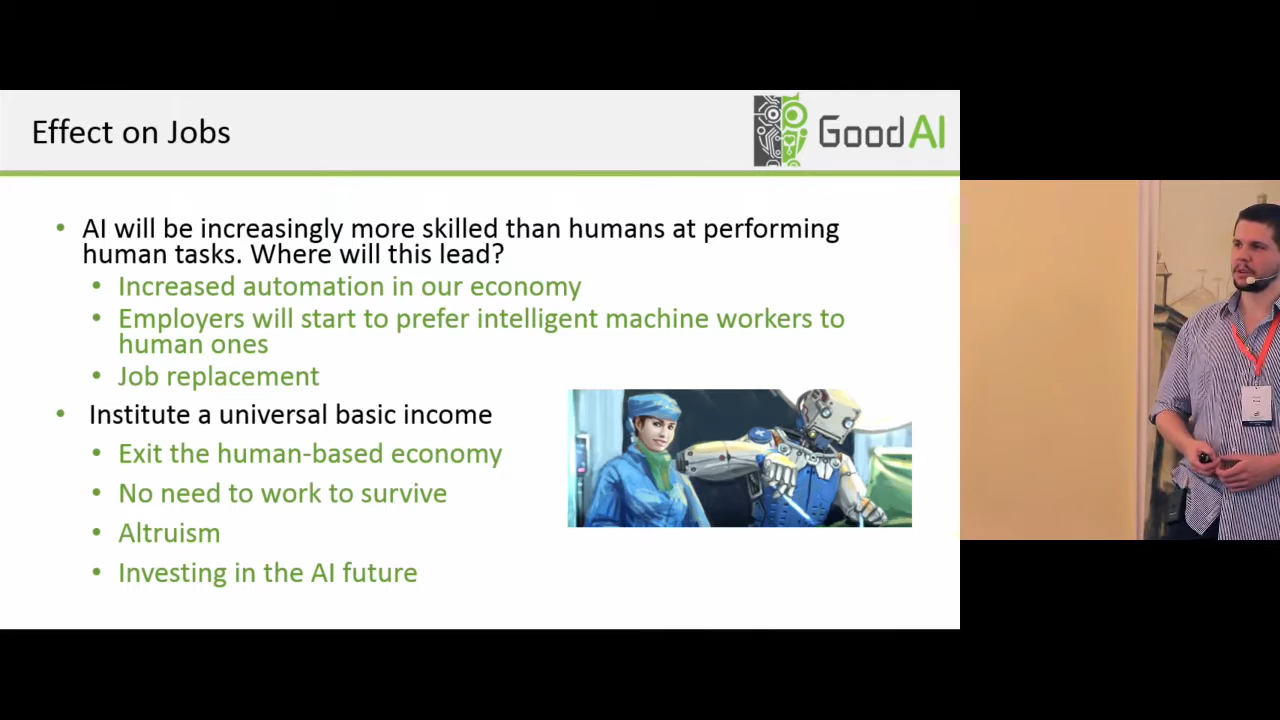 Effect on Jobs
GoodAI
• AI will be increasingly more skilled than humans at performing
human tasks. Where will this lead?
• Increased automation in our economy
• Employers will start to prefer intelligent machine workers to
human ones
• Job replacement
• Institute a universal basic income
• Exit the human-based economy
• No need to work to survive
• Altruism
• Investing in the AI future